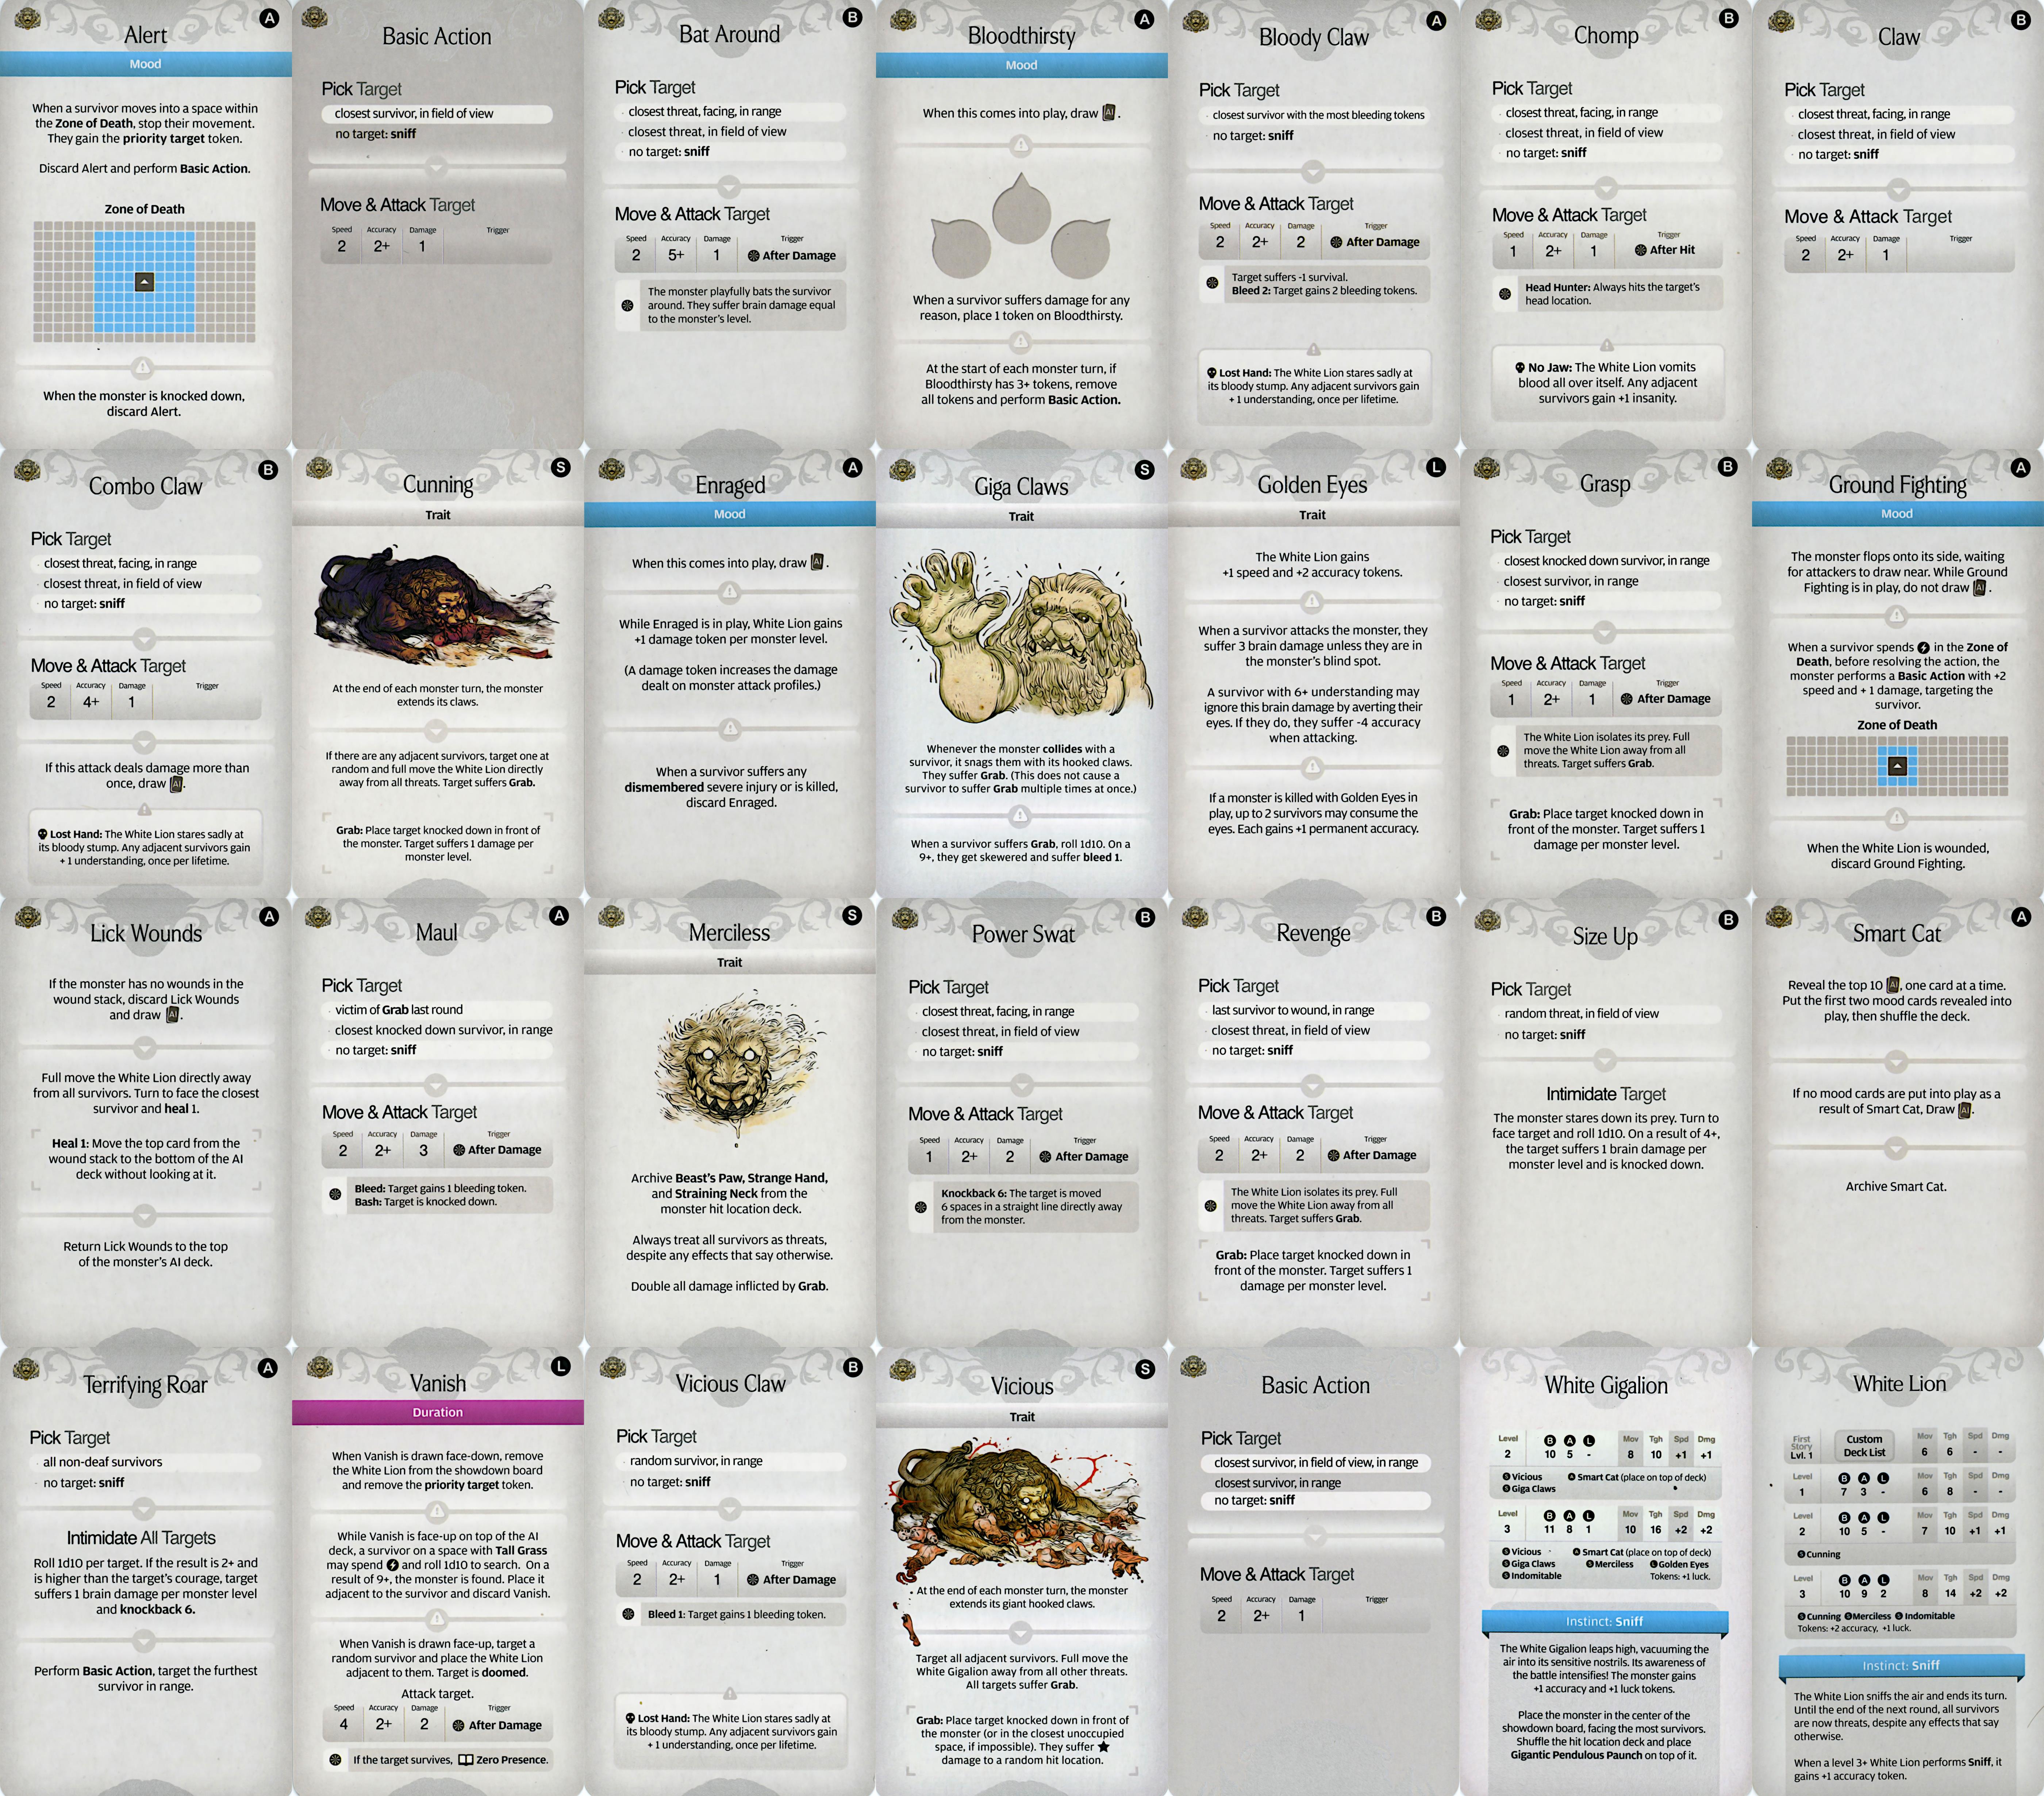 A
Alert
Mood
When a survivor moves into a space within
the Zone of Death, stop their movement.
They gain the priority target token.
Discard Alert and perform Basic Action.
Zone of Death
When the monster is knocked down,
discard Alert.
Basic Action
Pick Target
closest survivor, in field of view
no target: sniff
Move & Attack Target
Speed Accuracy Damage Trigger
2 2+ 1
B
Bat Around
Pick Target
closest threat, facing, in range
closest threat, in field of view
no target: sniff
Move & Attack Target
Speed Accuracy Damage Trigger
2 5+ 1 After Damage
The monster playfully bats the survivor
around. They suffer brain damage equal
to the monster's level.
A
Bloodthirsty
Mood
When this comes into play, draw AI.
When a survivor suffers damage for any
reason, place 1 token on Bloodthirsty.
At the start of each monster turn, if
Bloodthirsty has 3+ tokens, remove
all tokens and perform Basic Action.
A
Bloody Claw
Pick Target
closest survivor with the most bleeding tokens
no target: sniff
Move & Attack Target
Speed Accuracy Damage Trigger
2 2+ 2 After Damage
Target suffers -1 survival.
Bleed 2: Target gains 2 bleeding tokens.
Lost Hand: The White Lion stares sadly at
its bloody stump. Any adjacent survivors gain
+1 understanding, once per lifetime.
B
Chomp
Pick Target
closest threat, facing, in range
closest threat, in field of view
no target: sniff
Move & Attack Target
Speed Accuracy Damage Trigger
1 2+ 1 After Hit
Head Hunter: Always hits the target's
head location.
No Jaw: The White Lion vomits
blood all over itself. Any adjacent
survivors gain +1 insanity.
B
Claw
Pick Target
closest threat, facing, in range
closest threat, in field of view
no target: sniff
Move & Attack Target
Speed Accuracy Damage Trigger
2 2+ 1
B
Combo Claw
Pick Target
closest threat, facing, in range
closest threat, in field of view
no target: sniff
Move & Attack Target
Speed Accuracy Damage Trigger
2 4+ 1
If this attack deals damage more than
once, draw AI.
Lost Hand: The White Lion stares sadly at
its bloody stump. Any adjacent survivors gain
+1 understanding, once per lifetime.
S
Cunning
Trait
At the end of each monster turn, the monster
extends its claws.
If there are any adjacent survivors, target one at
random and full move the White Lion directly
away from all threats. Target suffers Grab.
Grab: Place target knocked down in front of
the monster. Target suffers 1 damage per
monster level.
A
Enraged
Mood
When this comes into play, draw AI.
While Enraged is in play, White Lion gains
+1 damage token per monster level.
(A damage token increases the damage
dealt on monster attack profiles.)
When a survivor suffers any
dismembered severe injury or is killed,
discard Enraged.
S
Giga Claws
Trait
Whenever the monster collides with a
survivor, it snags them with its hooked claws.
They suffer Grab. (This does not cause a
survivor to suffer Grab multiple times at once.)
When a survivor suffers Grab, roll 1d10. On a
9+, they get skewered and suffer bleed 1.
L
Golden Eyes
Trait
The White Lion gains
+1 speed and +2 accuracy tokens.
When a survivor attacks the monster, they
suffer 3 brain damage unless they are in
the monster's blind spot.
A survivor with 6+ understanding may
ignore this brain damage by averting their
eyes. If they do, they suffer -4 accuracy
when attacking.
If a monster is killed with Golden Eyes in
play, up to 2 survivors may consume the
eyes. Each gains +1 permanent accuracy.
B
Grasp
Pick Target
closest knocked down survivor, in range
closest survivor, in range
no target: sniff
Move & Attack Target
Speed Accuracy Damage Trigger
1 2+ 1 After Damage
The White Lion isolates its prey. Full
move the White Lion away from all
threats. Target suffers Grab.
Grab: Place target knocked down in
front of the monster. Target suffers 1
damage per monster level.
A
Ground Fighting
Mood
The monster flops onto its side, waiting
for attackers to draw near. While Ground
Fighting is in play, do not draw AI.
When a survivor spends in the Zone of
Death, before resolving the action, the
monster performs a Basic Action with +2
speed and +1 damage, targeting the
survivor.
Zone of Death
When the White Lion is wounded,
discard Ground Fighting.
A
Lick Wounds
If the monster has no wounds in the
wound stack, discard Lick Wounds
and draw AI.
Full move the White Lion directly away
from all survivors. Turn to face the closest
survivor and heal 1.
Heal 1: Move the top card from the
wound stack to the bottom of the AI
deck without looking at it.
Return Lick Wounds to the top
of the monster's AI deck.
A
Maul
Pick Target
victim of Grab last round
closest knocked down survivor, in range
no target: sniff
Move & Attack Target
Speed Accuracy Damage Trigger
2 2+ 3 After Damage
Bleed: Target gains 1 bleeding token.
Bash: Target is knocked down.
S
Merciless
Trait
Archive Beast's Paw, Strange Hand,
and Straining Neck from the
monster hit location deck.
Always treat all survivors as threats,
despite any effects that say otherwise.
Double all damage inflicted by Grab.
B
Power Swat
Pick Target
closest threat, facing, in range
closest threat, in field of view
no target: sniff
Move & Attack Target
Speed Accuracy Damage Trigger
1 2+ 2 After Damage
Knockback 6: The target is moved
6 spaces in a straight line directly away
from the monster.
B
Revenge
Pick Target
last survivor to wound, in range
closest threat, in field of view
no target: sniff
Move & Attack Target
Speed Accuracy Damage Trigger
2 2+ 2 After Damage
The White Lion isolates its prey. Full
move the White Lion away from all
threats. Target suffers Grab.
Grab: Place target knocked down in
front of the monster. Target suffers 1
damage per monster level.
B
Size Up
Pick Target
random threat, in field of view
no target: sniff
Intimidate Target
The monster stares down its prey. Turn to
face target and roll 1d10. On a result of 4+,
the target suffers 1 brain damage per
monster level and is knocked down.
A
Smart Cat
Reveal the top 10 AI, one card at a time.
Put the first two mood cards revealed into
play, then shuffle the deck.
If no mood cards are put into play as a
result of Smart Cat, Draw AI.
Archive Smart Cat.
A
Terrifying Roar
Pick Target
all non-deaf survivors
no target: sniff
Intimidate All Targets
Roll 1d10 per target. If the result is 2+ and
is higher than the target's courage, target
suffers 1 brain damage per monster level
and knockback 6.
Perform Basic Action, target the furthest
survivor in range.
L
Vanish
Duration
When Vanish is drawn face-down, remove
the White Lion from the showdown board
and remove the priority target token.
While Vanish is face-up on top of the AI
deck, a survivor on a space with Tall Grass
may spend and roll 1d10 to search. On a
result of 9+, the monster is found. Place it
adjacent to the survivor and discard Vanish.
When Vanish is drawn face-up, target a
random survivor and place the White Lion
adjacent to them. Target is doomed.
Attack target.
Speed Accuracy Damage Trigger
4 2+ 2 After Damage
If the target survives, Zero Presence.
B
Vicious Claw
Pick Target
random survivor, in range
no target: sniff
Move & Attack Target
Speed Accuracy Damage Trigger
2 2+ 1 After Damage
Bleed 1: Target gains 1 bleeding token.
Lost Hand: The White Lion stares sadly at
its bloody stump. Any adjacent survivors gain
+1 understanding, once per lifetime.
S
Vicious
Trait
At the end of each monster turn, the monster
extends its giant hooked claws.
Target all adjacent survivors. Full move the
White Gigalion away from all other threats.
All targets suffer Grab.
Grab: Place target knocked down in front of
the monster (or in the closest unoccupied
space, if impossible). They suffer ★
damage to a random hit location.
Basic Action
Pick Target
closest survivor, in field of view, in range
closest survivor, in range
no target: sniff
Move & Attack Target
Speed Accuracy Damage Trigger
2 2+ 1
White Gigalion
Level B A L Mov Tgh Spd Dmg
2 10 5 - 8 10 +1 +1
S Vicious A Smart Cat (place on top of deck)
S Giga Claws
Level B A L Mov Tgh Spd Dmg
3 11 8 1 10 16 +2 +2
S Vicious A Smart Cat (place on top of deck)
S Giga Claws S Merciless L Golden Eyes
S Indomitable Tokens: +1 luck.
Instinct: Sniff
The White Gigalion leaps high, vacuuming the
air into its sensitive nostrils. Its awareness of
the battle intensifies! The monster gains
+1 accuracy and +1 luck tokens.
Place the monster in the center of the
showdown board, facing the most survivors.
Shuffle the hit location deck and place
Gigantic Pendulous Paunch on top of it.
White Lion
First Story Lvl. 1 Custom Deck List Mov Tgh Spd Dmg
6 6 - -
Level B A L Mov Tgh Spd Dmg
1 7 3 - 6 8 - -
Level B A L Mov Tgh Spd Dmg
2 10 5 - 7 10 +1 +1
S Cunning
Level B A L Mov Tgh Spd Dmg
3 10 9 2 8 14 +2 +2
S Cunning S Merciless S Indomitable
Tokens: +2 accuracy, +1 luck.
Instinct: Sniff
The White Lion sniffs the air and ends its turn.
Until the end of the next round, all survivors
are now threats, despite any effects that say
otherwise.
When a level 3+ White Lion performs Sniff, it
gains +1 accuracy token.